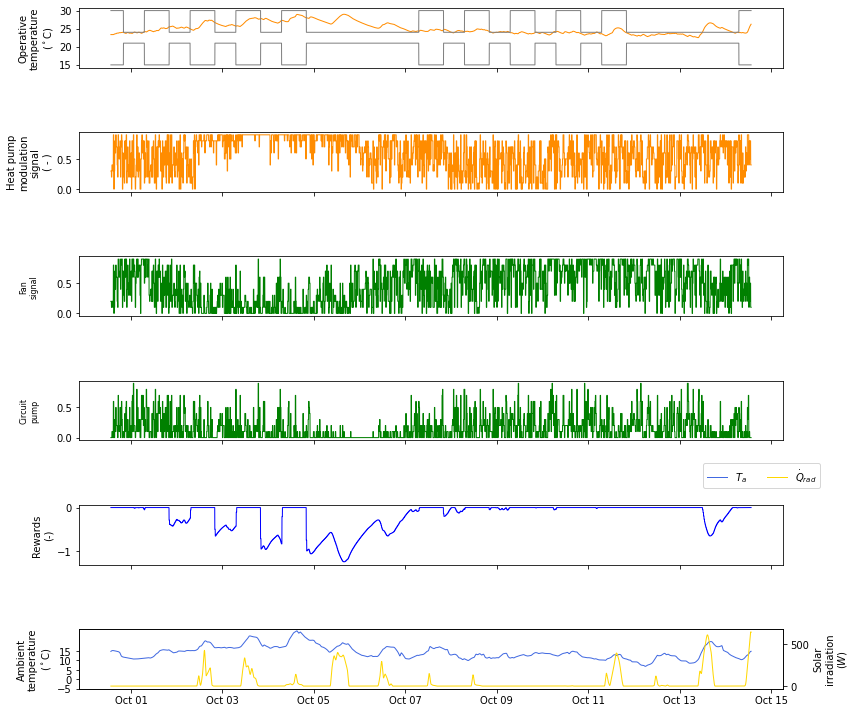 Operative
temperature
(°C)
30
25
20
15
Heat pump
modulation
signal
( - )
0.5
0.0
Fan
signal
0.5
0.0
Circuit
pump
0.5
0.0
T_a Q̇_rad
Rewards
(-)
0
−1
Ambient
temperature
(°C)
15
10
5
0
−5
500
0
Solar
irradiation
(W)
Oct 01 Oct 03 Oct 05 Oct 07 Oct 09 Oct 11 Oct 13 Oct 15